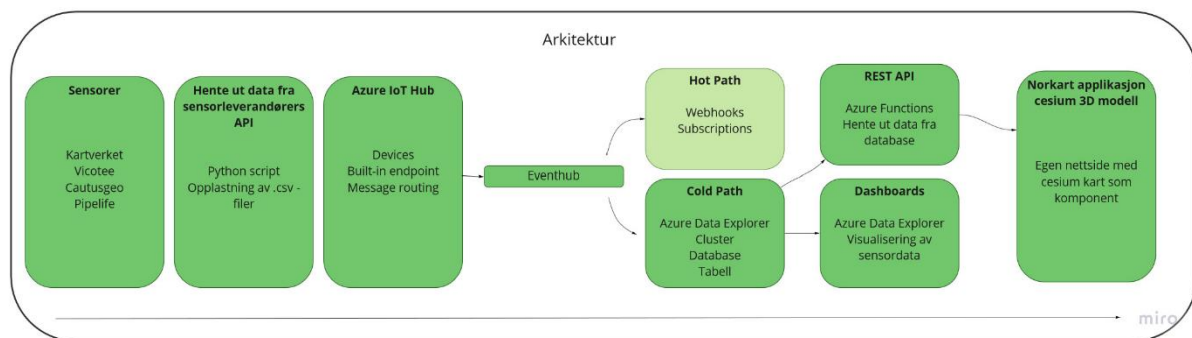 Arkitektur
Sensorer
Kartverket
Vicotee
Cautusgeo
Pipelife
Hente ut data fra
sensorleverandørers
API
Python script
Opplastning av .csv -
filer
Azure IoT Hub
Devices
Built-in endpoint
Message routing
Eventhub
Hot Path
Webhooks
Subscriptions
Cold Path
Azure Data Explorer
Cluster
Database
Tabell
REST API
Azure Functions
Hente ut data fra
database
Dashboards
Azure Data Explorer
Visualisering av
sensordata
Norkart applikasjon
cesium 3D modell
Egen nettside med
cesium kart som
komponent
miro